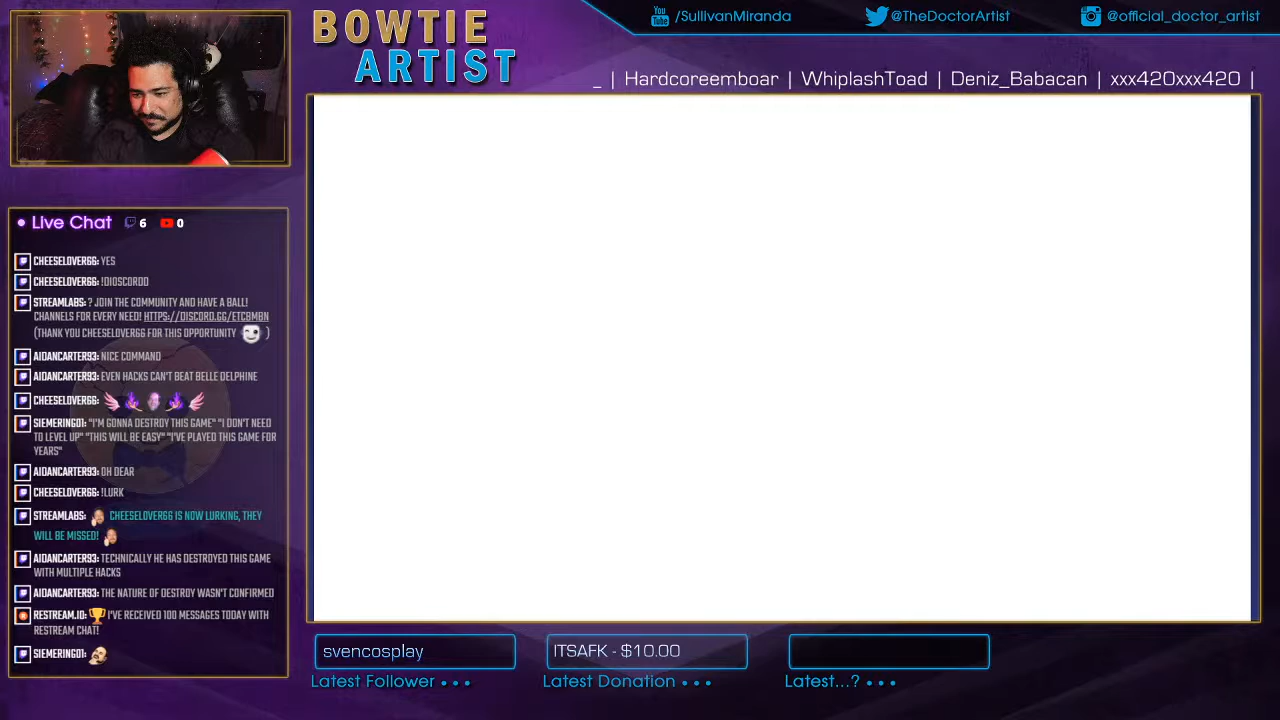 BOWTIE
ARTIST
/SullivanMiranda
@TheDoctorArtist
@official_doctor_artist
_ | Hardcoreemboar | WhiplashToad | Deniz_Babacan | xxx420xxx420 |
Live Chat 6 0
CHEESELOVER66: YES
CHEESELOVER66: !DIOSCORDD
STREAMLABS: ? JOIN THE COMMUNITY AND HAVE A BALL!
CHANNELS FOR EVERY NEED! HTTPS://DISCORD.GG/ETCBMBN
(THANK YOU CHEESELOVER66 FOR THIS OPPORTUNITY )
AIDANCARTER93: NICE COMMAND
AIDANCARTER93: EVEN HACKS CAN'T BEAT BELLE DELPHINE
CHEESELOVER66:
SIEMERING01: "I'M GONNA DESTROY THIS GAME" "I DON'T NEED
TO LEVEL UP" "THIS WILL BE EASY" "I'VE PLAYED THIS GAME FOR
YEARS"
AIDANCARTER93: OH DEAR
CHEESELOVER66: !LURK
STREAMLABS: CHEESELOVER66 IS NOW LURKING, THEY
WILL BE MISSED!
AIDANCARTER93: TECHNICALLY HE HAS DESTROYED THIS GAME
WITH MULTIPLE HACKS
AIDANCARTER93: THE NATURE OF DESTROY WASN'T CONFIRMED
RESTREAM.IO: I'VE RECEIVED 100 MESSAGES TODAY WITH
RESTREAM CHAT!
SIEMERING01:
svencosplay
Latest Follower •••
ITSAFK - $10.00
Latest Donation •••
Latest...? •••